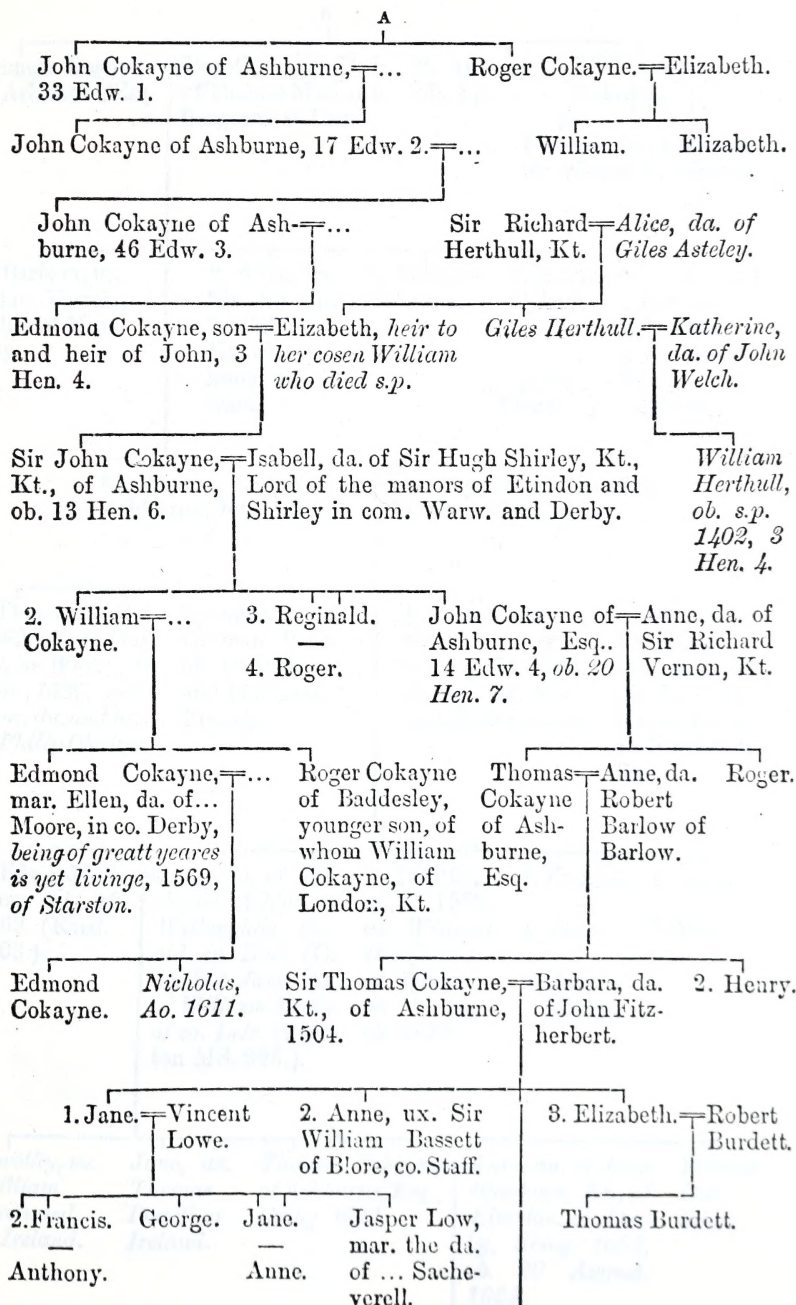 A
John Cokayne of Ashburne,=...
33 Edw. 1.
Roger Cokayne.=Elizabeth.
John Cokayne of Ashburne, 17 Edw. 2.=...
William.
Elizabeth.
John Cokayne of Ash-=...
burne, 46 Edw. 3.
Sir Richard=Alice, da. of
Herthull, Kt. Giles Asteley.
Edmond Cokayne, son=Elizabeth, heir to
and heir of John, 3 her cosen William
Hen. 4. who died s.p.
Giles Herthull.=Katherine,
da. of John
Welch.
Sir John Cokayne,=Isabell, da. of Sir Hugh Shirley, Kt.,
Kt., of Ashburne, Lord of the manors of Etindon and
ob. 13 Hen. 6. Shirley in com. Warw. and Derby.
William
Herthull,
ob. s.p.
1402, 3
Hen. 4.
2. William=...
Cokayne.
3. Reginald.
—
4. Roger.
John Cokayne of=Anne, da. of
Ashburne, Esq.. Sir Richard
14 Edw. 4, ob. 20 Vernon, Kt.
Hen. 7.
Edmond Cokayne,=...
mar. Ellen, da. of...
Moore, in co. Derby,
being of greatt yeares
is yet livinge, 1569,
of Starston.
Roger Cokayne
of Baddesley,
younger son, of
whom William
Cokayne, of
London, Kt.
Thomas=Anne, da.
Cokayne Robert
of Ash- Barlow of
burne, Barlow.
Esq.
Roger.
Edmond
Cokayne.
Nicholas,
Ao. 1611.
Sir Thomas Cokayne,=Barbara, da.
Kt., of Ashburne, of John Fitz-
1504. herbert.
2. Henry.
1. Jane.=Vincent
Lowe.
2. Anne, ux. Sir
William Bassett
of Blore, co. Staff.
3. Elizabeth.=Robert
Burdett.
2. Francis.
—
Anthony.
George.
Jane.
—
Anne.
Jasper Low,
mar. the da.
of ... Sache-
verell.
Thomas Burdett.